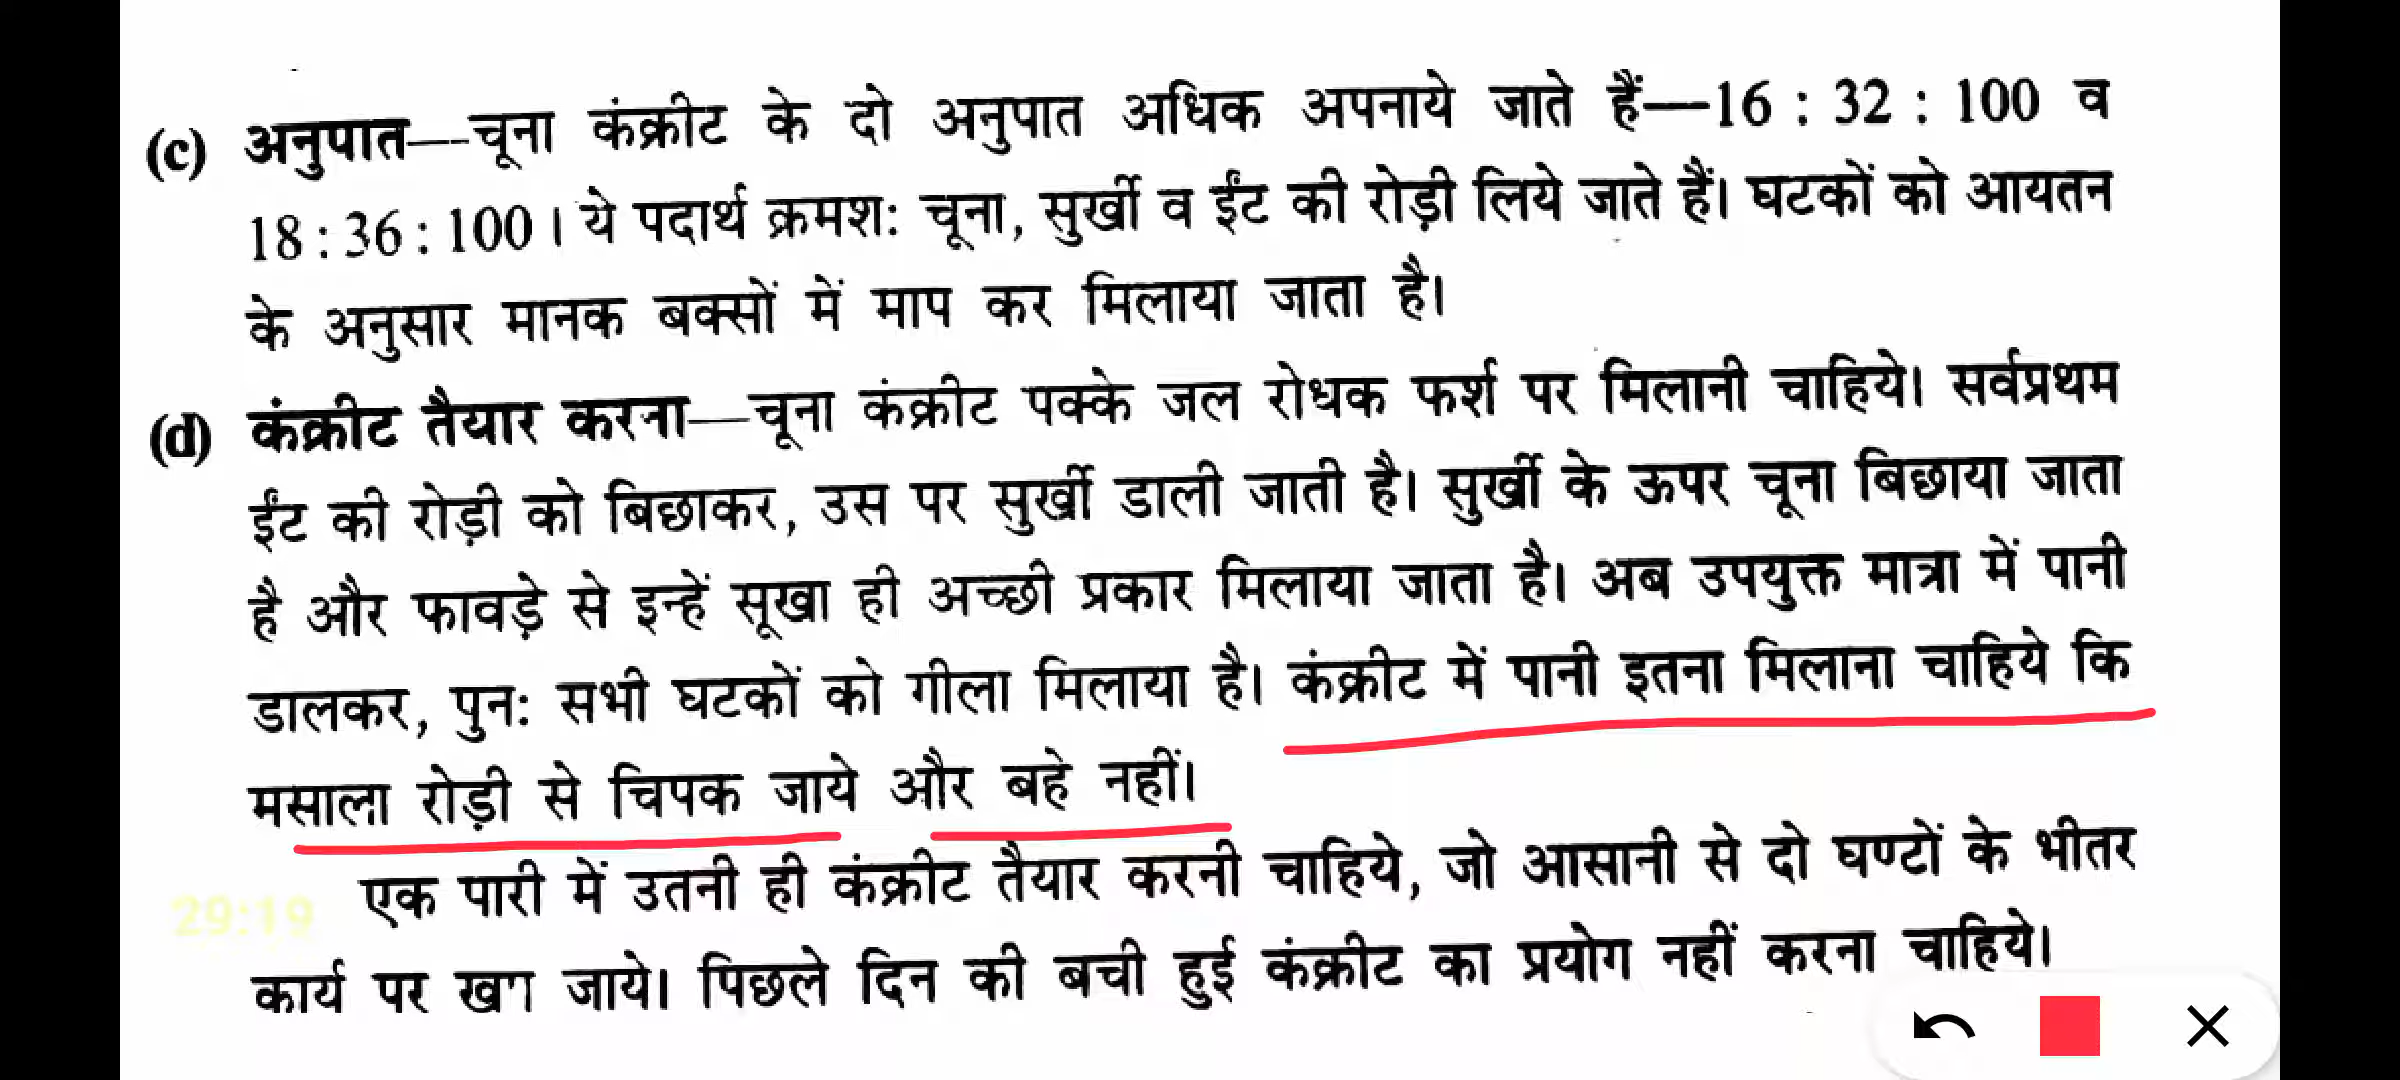 (c) अनुपात—चूना कंक्रीट के दो अनुपात अधिक अपनाये जाते हैं—16 : 32 : 100 व
18 : 36 : 100 । ये पदार्थ क्रमश: चूना, सुर्खी व ईंट की रोड़ी लिये जाते हैं। घटकों को आयतन
के अनुसार मानक बक्सों में माप कर मिलाया जाता है।
(d) कंक्रीट तैयार करना—चूना कंक्रीट पक्के जल रोधक फर्श पर मिलानी चाहिये। सर्वप्रथम
ईंट की रोड़ी को बिछाकर, उस पर सुर्खी डाली जाती है। सुर्खी के ऊपर चूना बिछाया जाता
है और फावड़े से इन्हें सूखा ही अच्छी प्रकार मिलाया जाता है। अब उपयुक्त मात्रा में पानी
डालकर, पुन: सभी घटकों को गीला मिलाया है। कंक्रीट में पानी इतना मिलाना चाहिये कि
मसाला रोड़ी से चिपक जाये और बहे नहीं।
एक पारी में उतनी ही कंक्रीट तैयार करनी चाहिये, जो आसानी से दो घण्टों के भीतर
29:19
कार्य पर जाये। पिछले दिन की बची हुई कंक्रीट का प्रयोग नहीं करना चाहिये।